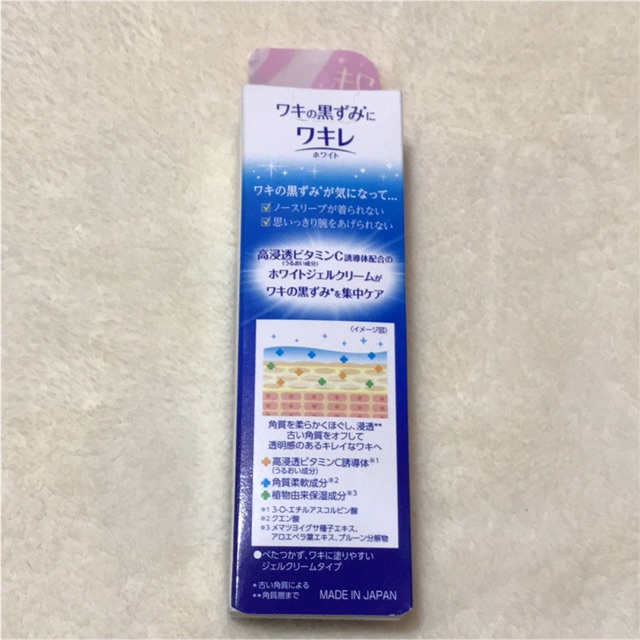 ワキの黒ずみ*に
ワキレ
ホワイト
ワキの黒ずみ*が気になって…
ノースリーブが着られない
思いっきり腕をあげられない
高浸透ビタミンC誘導体配合の
(うるおい成分)
ホワイトジェルクリームが
ワキの黒ずみ*を集中ケア
〈イメージ図〉
角質を柔らかくほぐし、浸透**
古い角質をオフして
透明感のあるキレイなワキへ
高浸透ビタミンC誘導体*1
(うるおい成分)
角質柔軟成分*2
植物由来保湿成分*3
*1 3-O-エチルアスコルビン酸
*2 クエン酸
*3 メマツヨイグサ種子エキス、
アロエベラ葉エキス、プルーン分解物
●べたつかず、ワキに塗りやすい
ジェルクリームタイプ
*古い角質による
**角質層まで
MADE IN JAPAN